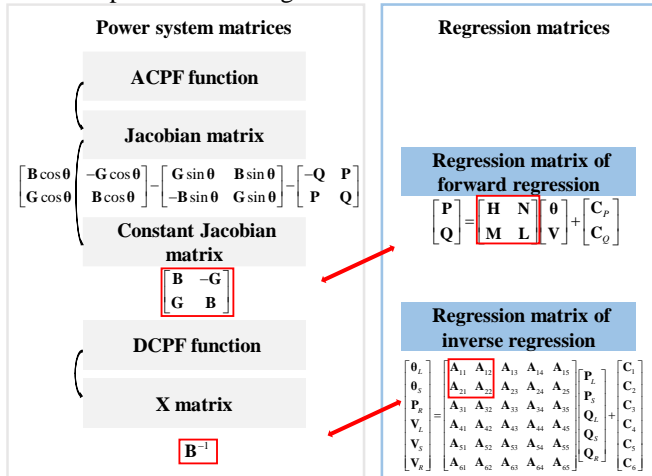 Power system matrices
ACPF function
Jacobian matrix
[B cos θ −G cos θ; G cos θ B cos θ] − [G sin θ B sin θ; −B sin θ G sin θ] − [−Q P; P Q]
Constant Jacobian
matrix
[B −G; G B]
DCPF function
X matrix
B⁻¹
Regression matrices
Regression matrix of
forward regression
[P; Q] = [H N; M L] [θ; V] + [C_P; C_Q]
Regression matrix of
inverse regression
[θ_L; θ_S; P_R; V_L; V_S; V_R] = [A₁₁ A₁₂ A₁₃ A₁₄ A₁₅; A₂₁ A₂₂ A₂₃ A₂₄ A₂₅; A₃₁ A₃₂ A₃₃ A₃₄ A₃₅; A₄₁ A₄₂ A₄₃ A₄₄ A₄₅; A₅₁ A₅₂ A₅₃ A₅₄ A₅₅; A₆₁ A₆₂ A₆₃ A₆₄ A₆₅] [P_L; P_S; Q_L; Q_S; Q_R] + [C₁; C₂; C₃; C₄; C₅; C₆]